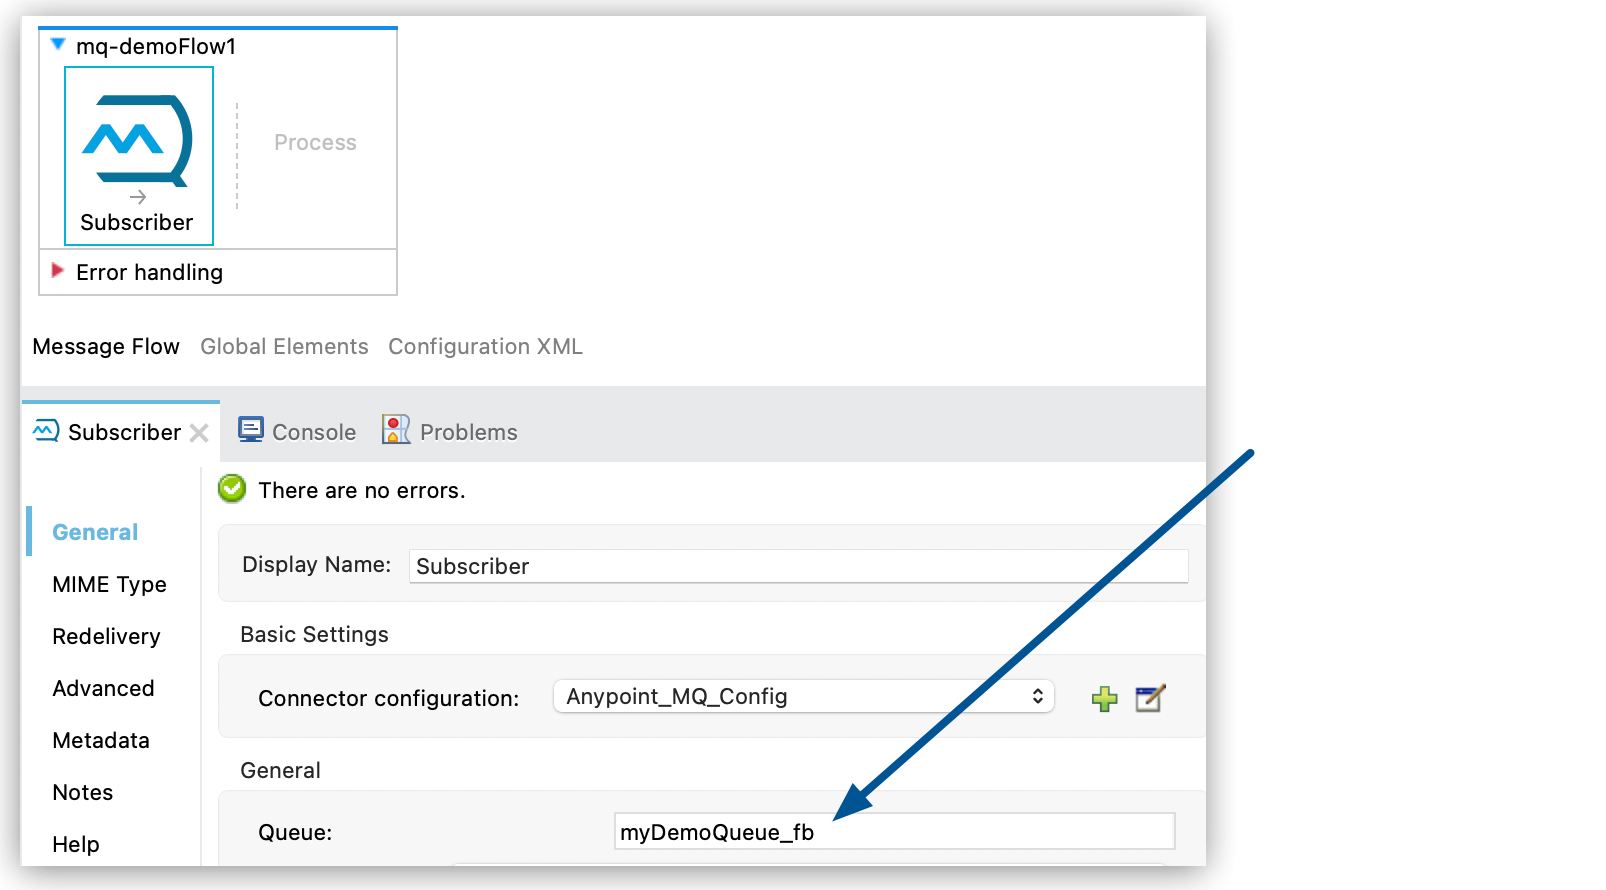 mq-demoFlow1
Process
Subscriber
Error handling
Message Flow Global Elements Configuration XML
Subscriber Console Problems
There are no errors.
General
Display Name: Subscriber
MIME Type
Basic Settings
Redelivery
Advanced
Connector configuration: Anypoint_MQ_Config
Metadata
General
Notes
Queue: myDemoQueue_fb
Help